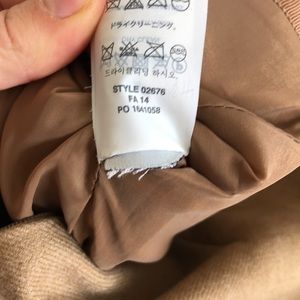 ドライクリーニング.
드라이클리닝 하시오.
STYLE 02676
FA 14
PO 16A1058